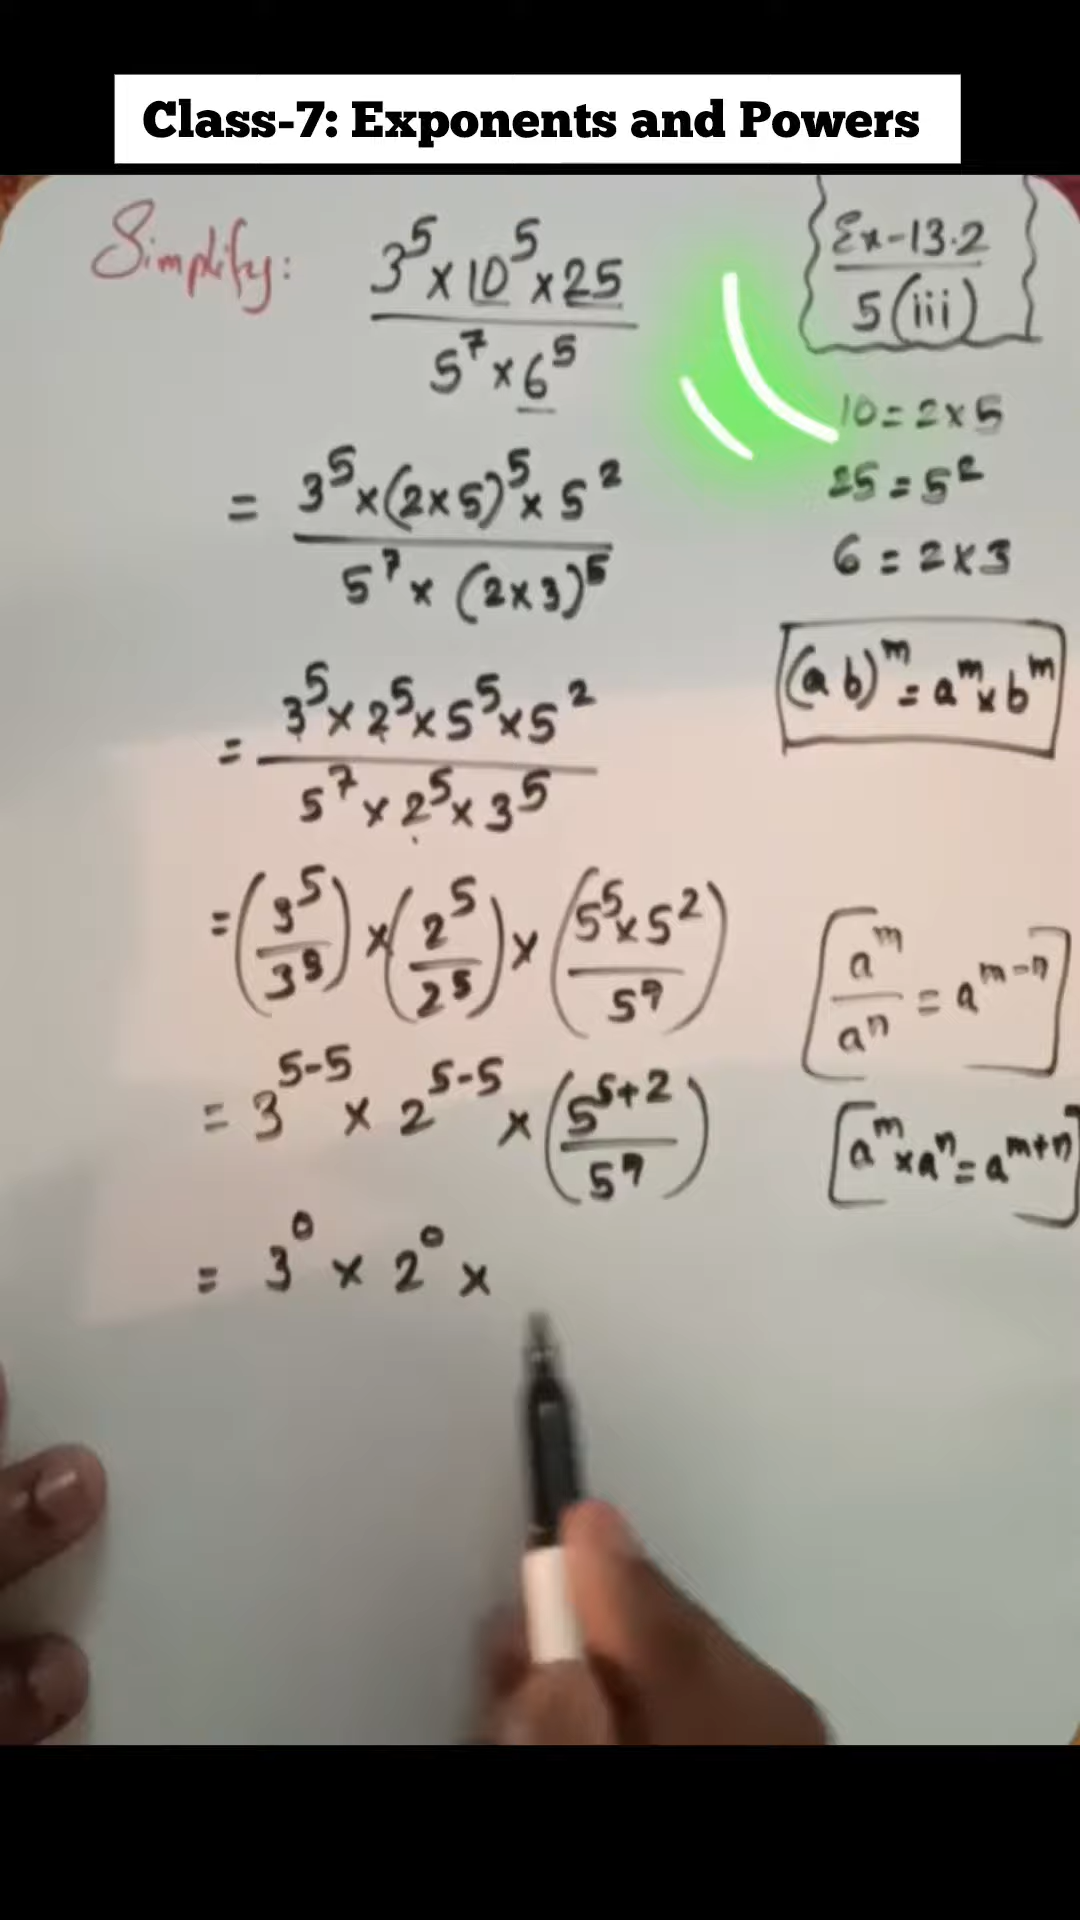 Class-7: Exponents and Powers
Simplify: 3^5 × 10^5 × 25 / 5^7 × 6^5
Ex-13.2
5(iii)
10 = 2 × 5
25 = 5^2
6 = 2 × 3
= 3^5 × (2 × 5)^5 × 5^2 / 5^7 × (2 × 3)^5
(ab)^m = a^m × b^m
= 3^5 × 2^5 × 5^5 × 5^2 / 5^7 × 2^5 × 3^5
= (3^5 / 3^5) × (2^5 / 2^5) × (5^5 × 5^2 / 5^7)
[a^m / a^n = a^m-n]
= 3^5-5 × 2^5-5 × (5^5+2 / 5^7)
[a^m × a^n = a^m+n]
= 3^0 × 2^0 ×